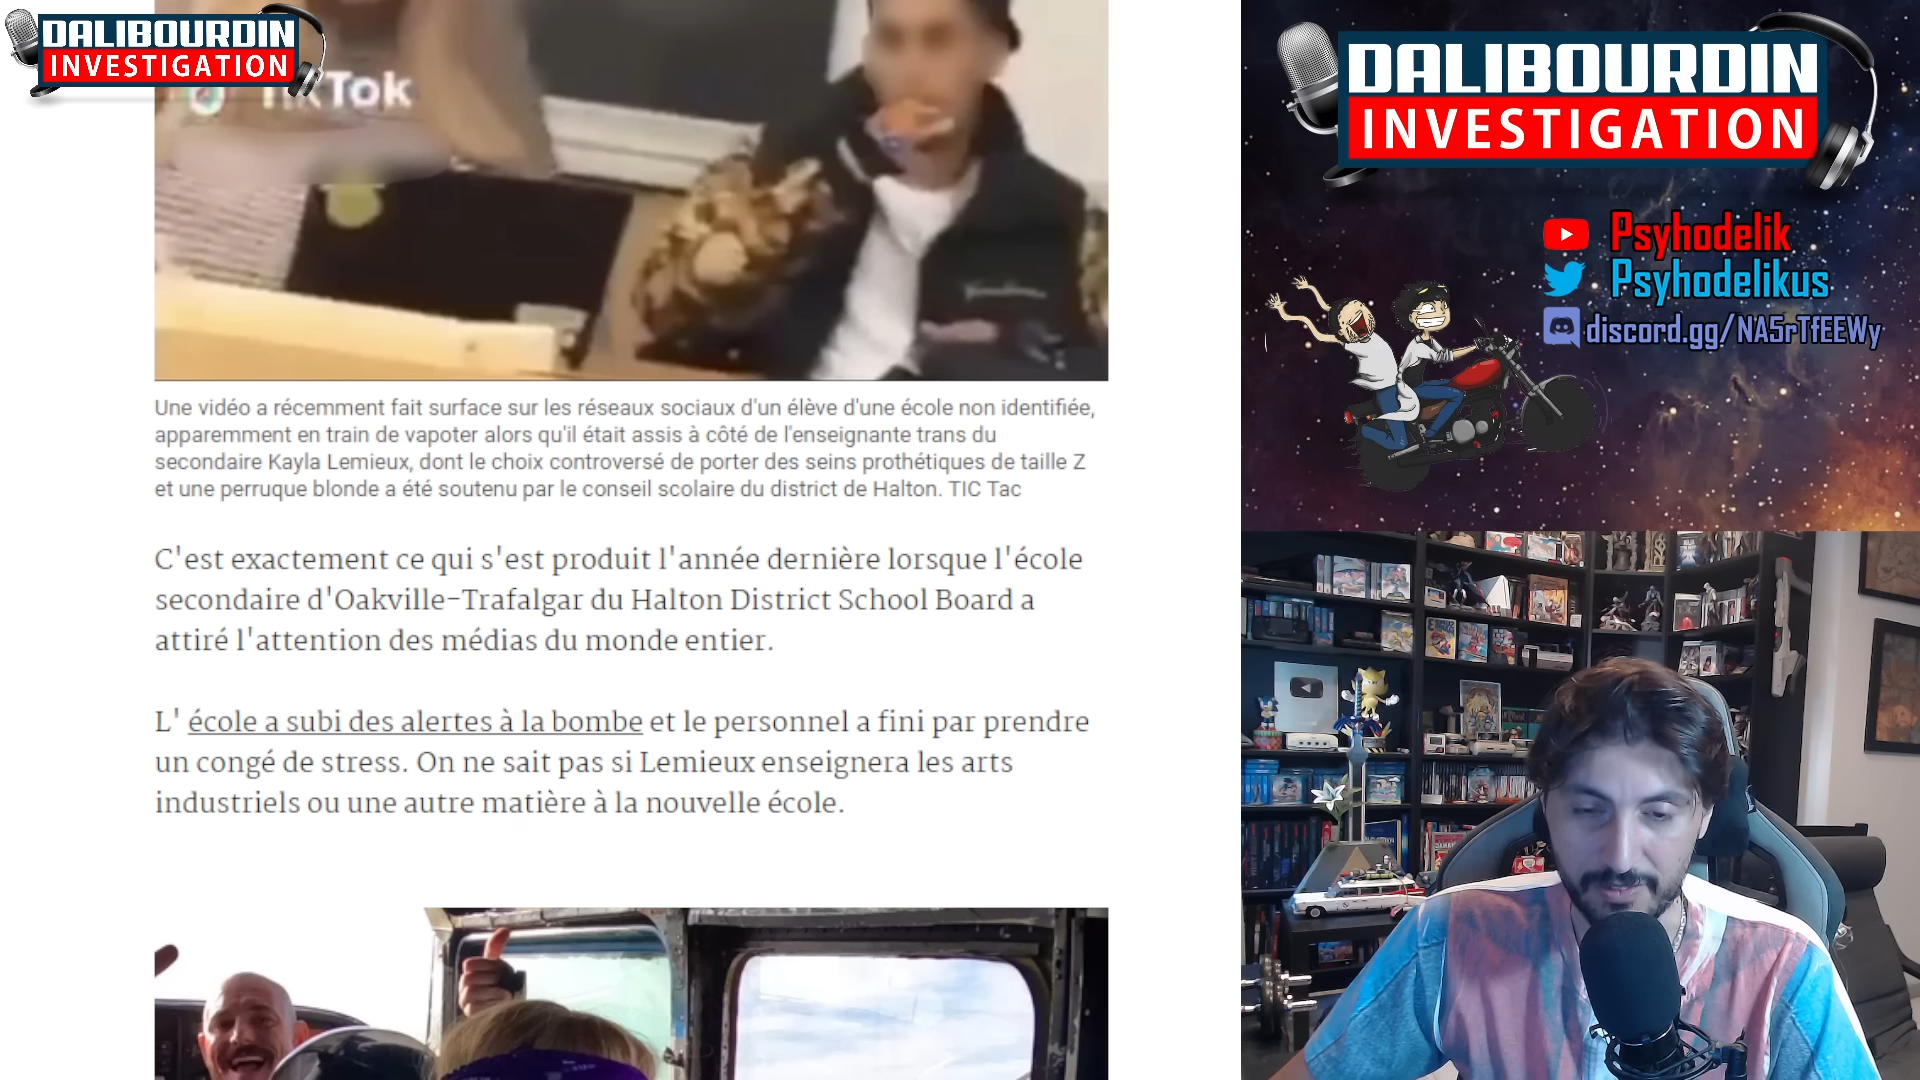 DALIBOURDIN
INVESTIGATION
TikTok
Une vidéo a récemment fait surface sur les réseaux sociaux d'un élève d'une école non identifiée,
apparemment en train de vapoter alors qu'il était assis à côté de l'enseignante trans du
secondaire Kayla Lemieux, dont le choix controversé de porter des seins prothétiques de taille Z
et une perruque blonde a été soutenu par le conseil scolaire du district de Halton. TIC Tac
C'est exactement ce qui s'est produit l'année dernière lorsque l'école
secondaire d'Oakville-Trafalgar du Halton District School Board a
attiré l'attention des médias du monde entier.
L' école a subi des alertes à la bombe et le personnel a fini par prendre
un congé de stress. On ne sait pas si Lemieux enseignera les arts
industriels ou une autre matière à la nouvelle école.
DALIBOURDIN
INVESTIGATION
Psyhodelik
Psyhodelikus
discord.gg/NA5rTfEEWy